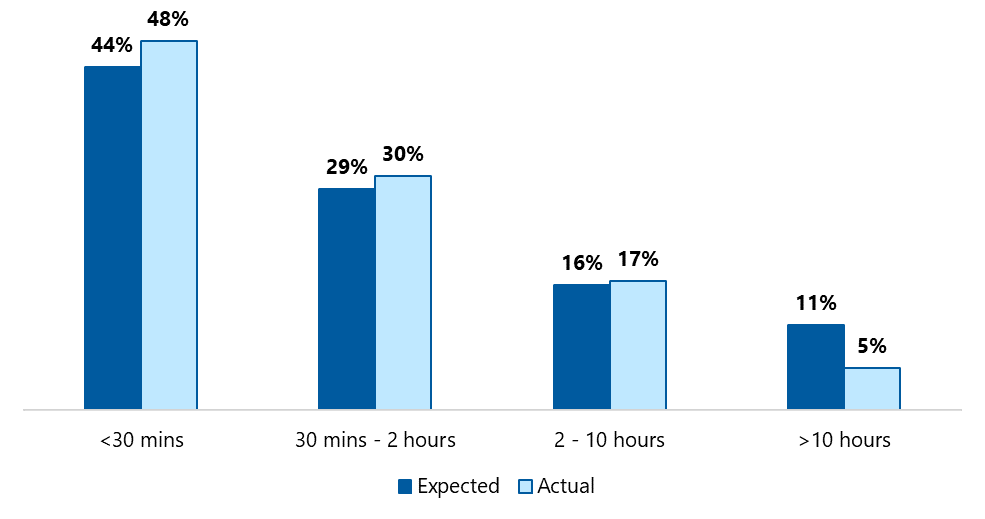 48%
44%
30%
29%
17%
16%
11%
5%
<30 mins
30 mins - 2 hours
2 - 10 hours
>10 hours
Expected
Actual